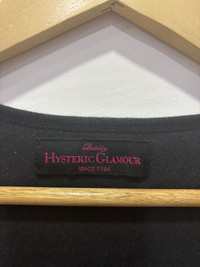 Quality
HYSTERIC GLAMOUR
SINCE 1984